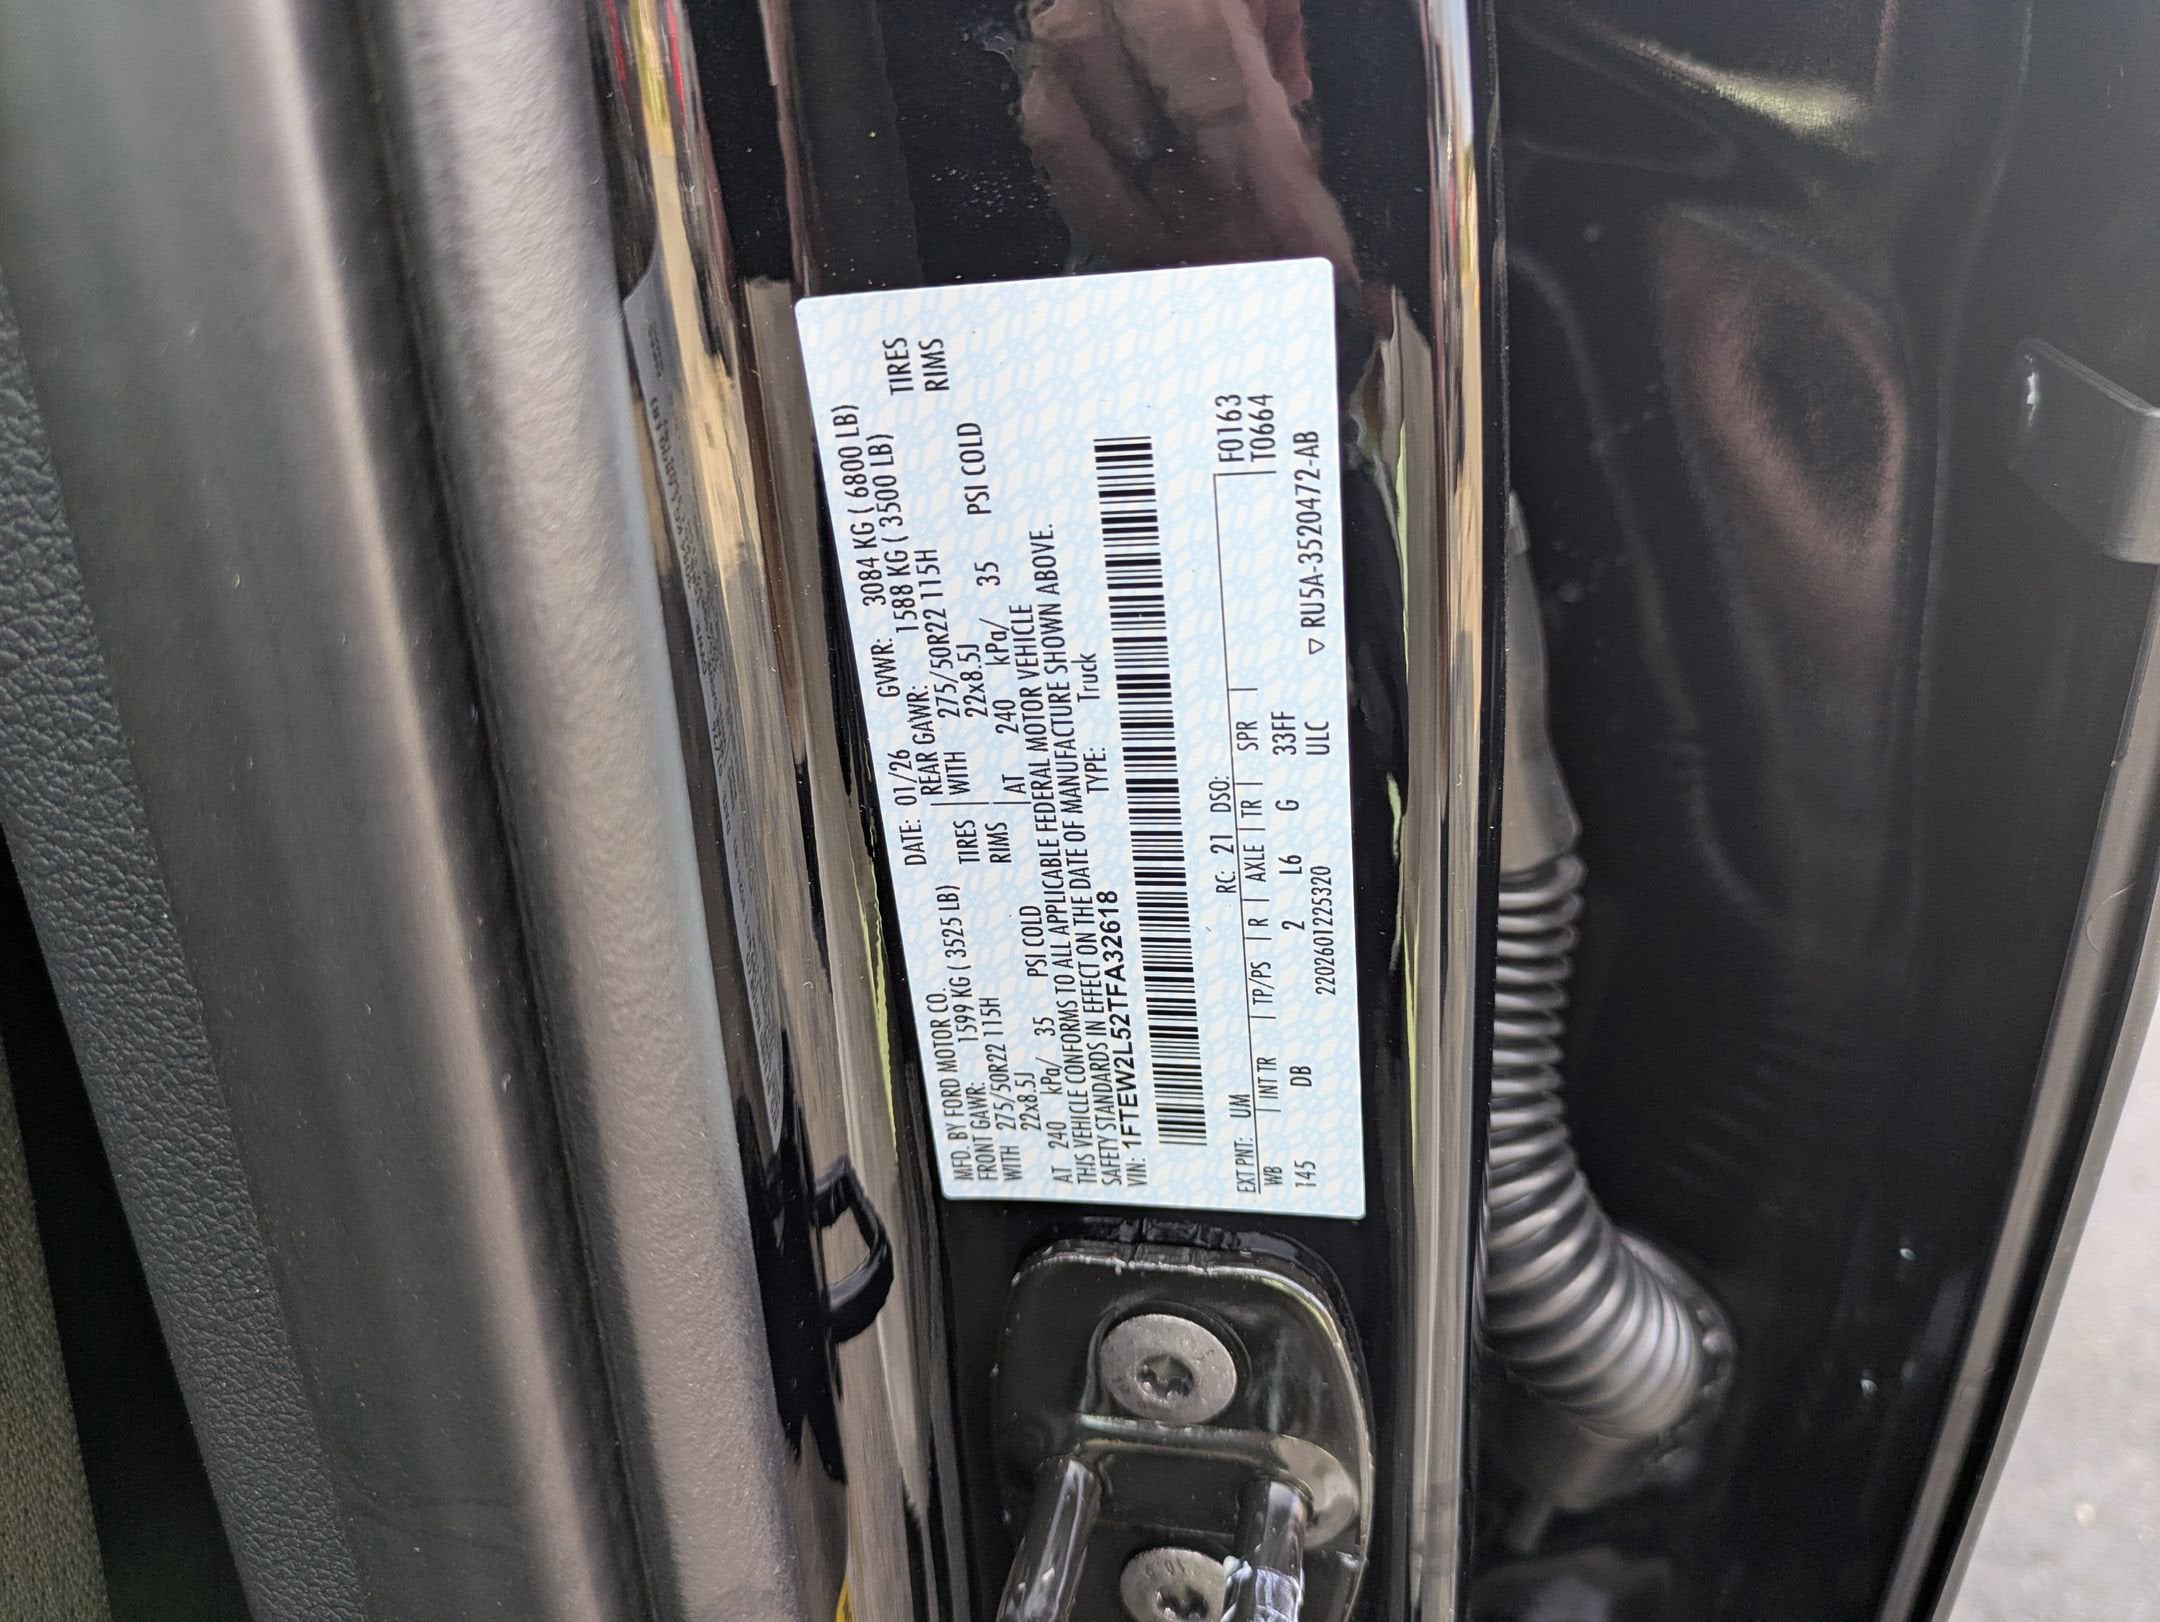 MFD. BY FORD MOTOR CO. DATE: 01/26 GVWR: 3084 KG ( 6800 LB)
FRONT GAWR: 1599 KG ( 3525 LB) REAR GAWR: 1588 KG ( 3500 LB)
WITH 275/50R22 115H TIRES WITH 275/50R22 115H TIRES
22x8.5J RIMS 22x8.5J RIMS
AT 240 kPa/ 35 PSI COLD AT 240 kPa/ 35 PSI COLD
THIS VEHICLE CONFORMS TO ALL APPLICABLE FEDERAL MOTOR VEHICLE
SAFETY STANDARDS IN EFFECT ON THE DATE OF MANUFACTURE SHOWN ABOVE.
VIN: 1FTEW2L52TFA32618 TYPE: Truck
EXT PNT: UM RC: 21 DSO: F0163
WB INT TR TP/PS R AXLE TR SPR T0664
145 DB 2 L6 G 33FF
220260125320 ULC ▽ RU5A-3520472-AB